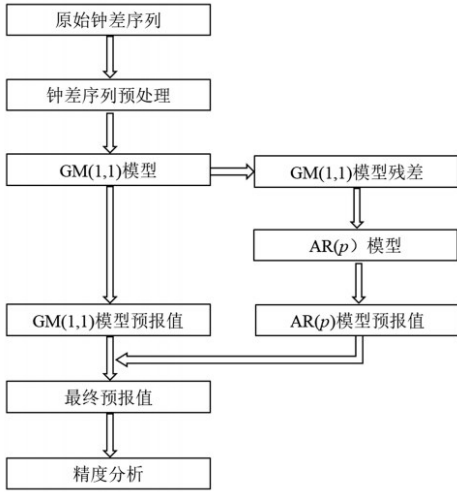 原始钟差序列
钟差序列预处理
GM(1,1)模型
GM(1,1)模型残差
AR(p）模型
GM(1,1)模型预报值
AR(p)模型预报值
最终预报值
精度分析